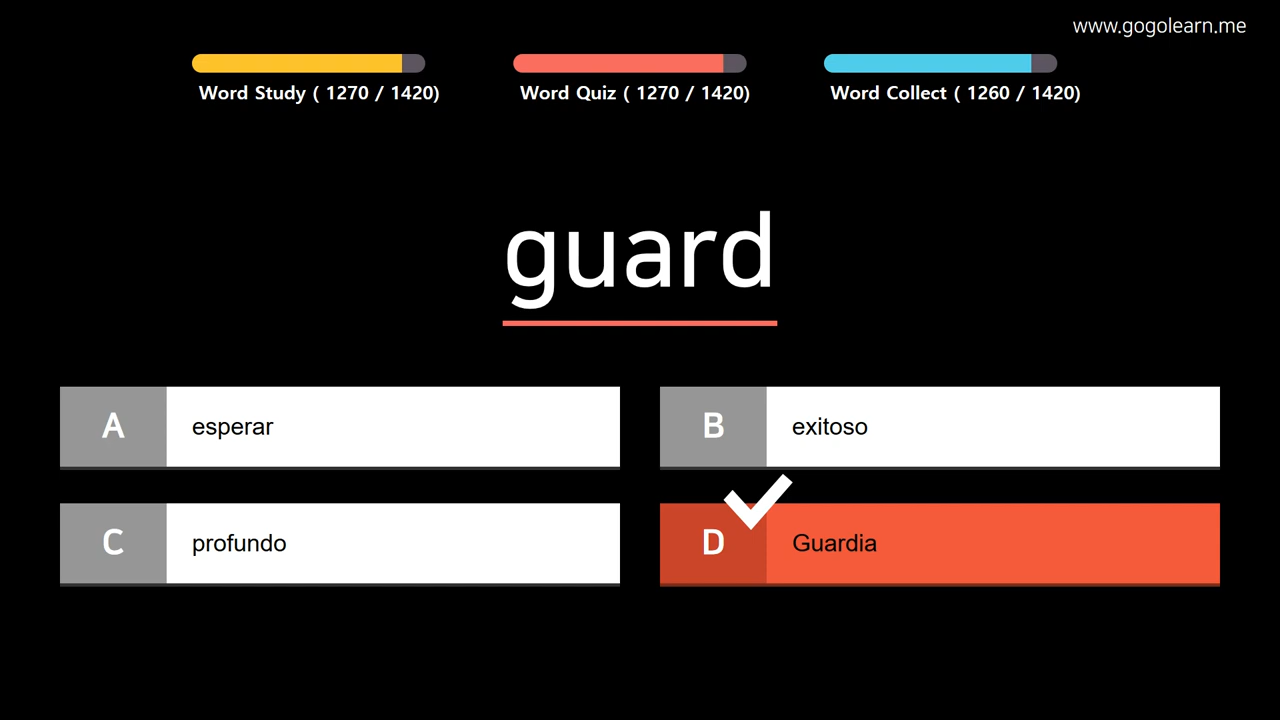 www.gogolearn.me
Word Study ( 1270 / 1420)
Word Quiz ( 1270 / 1420)
Word Collect ( 1260 / 1420)
guard
A
esperar
B
exitoso
C
profundo
D
Guardia